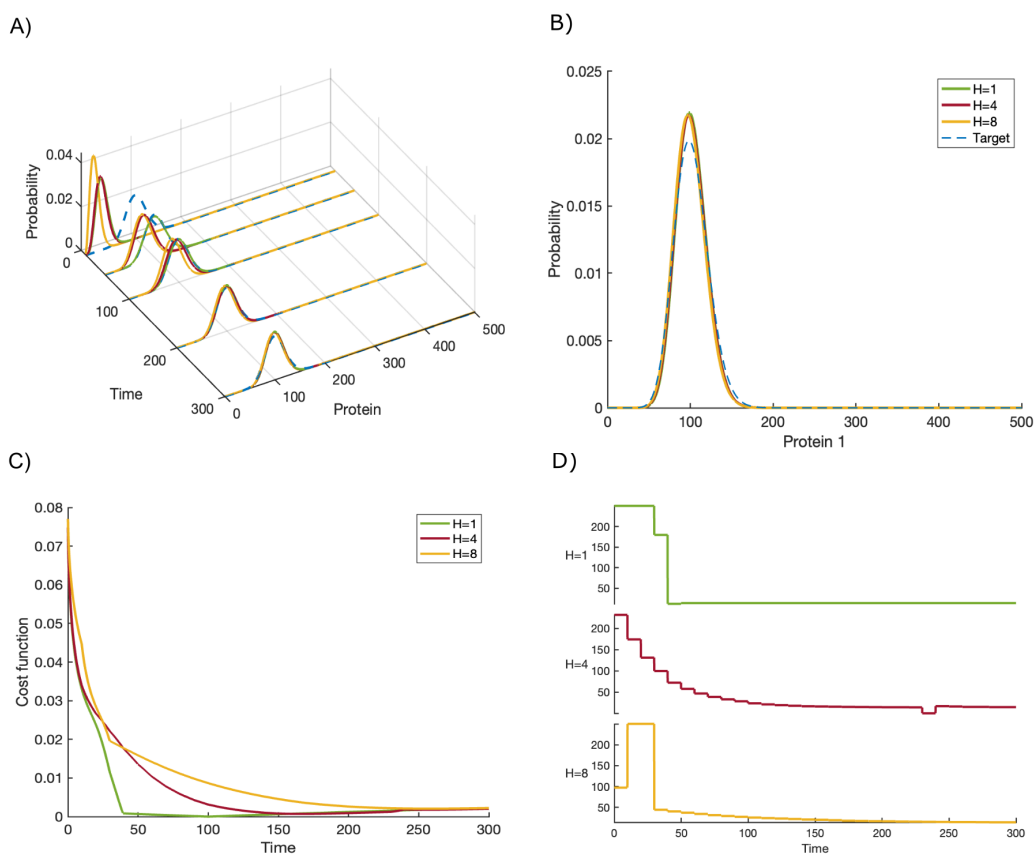 A)
0.04
0.02
0
Probability
0
100
200
300
Time
0
100
200
300
400
500
Protein
B)
0.025
0.02
0.015
0.01
0.005
0
Probability
0
100
200
300
400
500
Protein 1
H=1
H=4
H=8
Target
C)
0.08
0.07
0.06
0.05
0.04
0.03
0.02
0.01
0
Cost function
0
50
100
150
200
250
300
Time
H=1
H=4
H=8
D)
H=1
200
150
100
50
H=4
200
150
100
50
H=8
200
150
100
50
0
50
100
150
200
250
300
Time